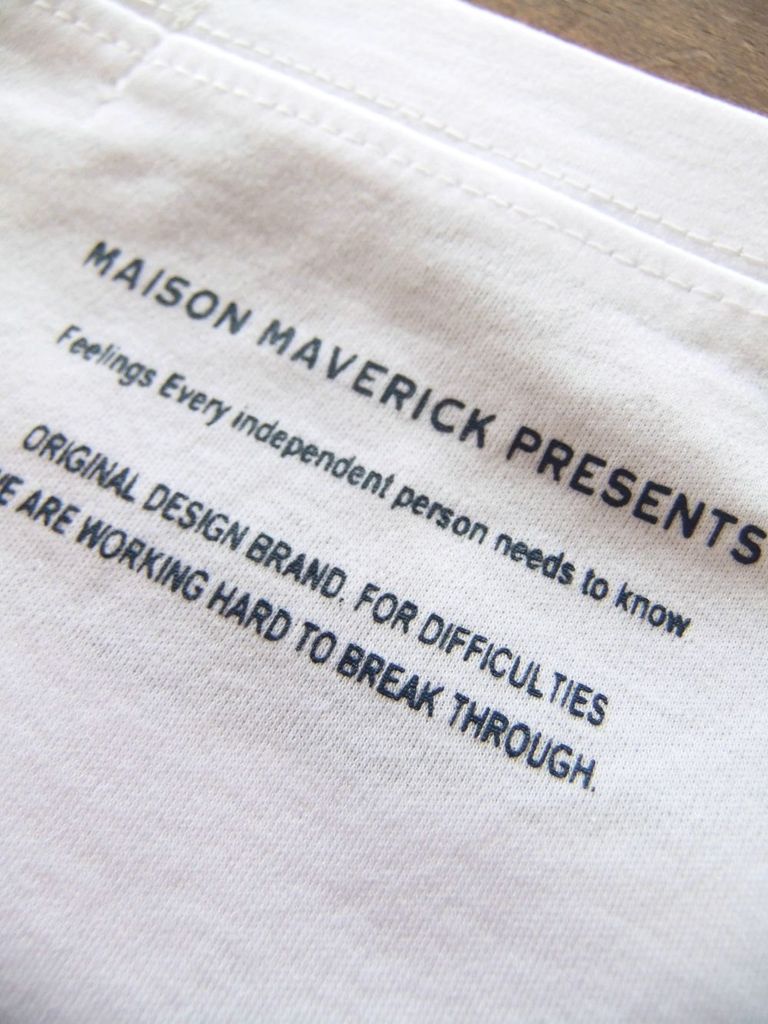 MAISON MAVERICK PRESENTS
Feelings Every independent person needs to know
ORIGINAL DESIGN BRAND. FOR DIFFICULTIES
E ARE WORKING HARD TO BREAK THROUGH.